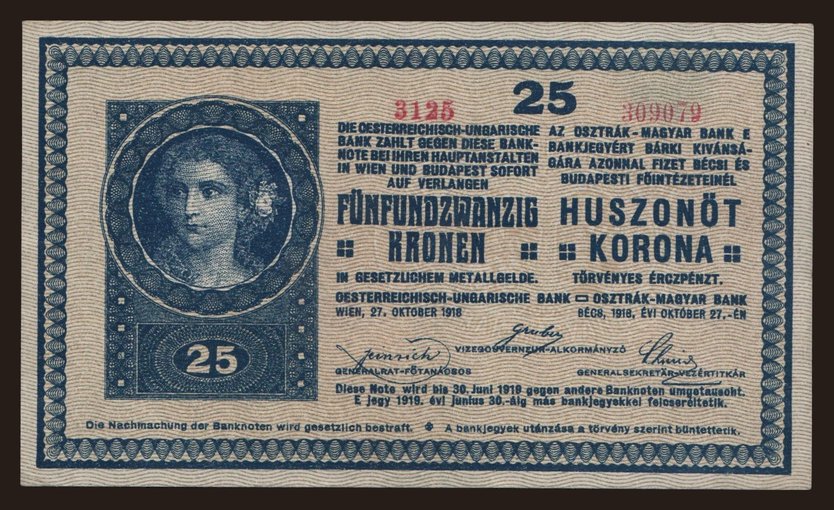 25
3125
309079
DIE OESTERREICHISCH-UNGARISCHE
BANK ZAHLT GEGEN DIESE BANK-
NOTE BEI IHREN HAUPTANSTALTEN
IN WIEN UND BUDAPEST SOFORT
AUF VERLANGEN
FÜNFUNDZWANZIG
KRONEN
IN GESETZLICHEM METALLGELDE.
AZ OSZTRÁK-MAGYAR BANK E
BANKJEGYÉRT BÁRKI KIVÁNSÁ-
GÁRA AZONNAL FIZET BÉCSI ÉS
BUDAPESTI FŐINTÉZETEINÉL
HUSZONÖT
KORONA
TÖRVÉNYES ÉRCZPÉNZT.
OESTERREICHISCH-UNGARISCHE BANK OSZTRÁK-MAGYAR BANK
WIEN, 27. OKTOBER 1918
BÉCS, 1918, ÉVI OKTÓBER 27.-ÉN
25
Gruber
VIZEGOUVERNEUR-ALKORMÁNYZÓ
GENERALRAT-FŐTANÁCSOS
GENERALSEKRETÄR-VEZÉRTITKÁR
Diese Note wird bis 30. Juni 1919 gegen andere Banknoten umgetauscht.
E jegy 1919. évi junius 30.-áig más bankjegyekkel felcseréltetik.
Die Nachmachung der Banknoten wird gesetzlich bestraft. A bankjegyek utánzása a törvény szerint büntettetik.